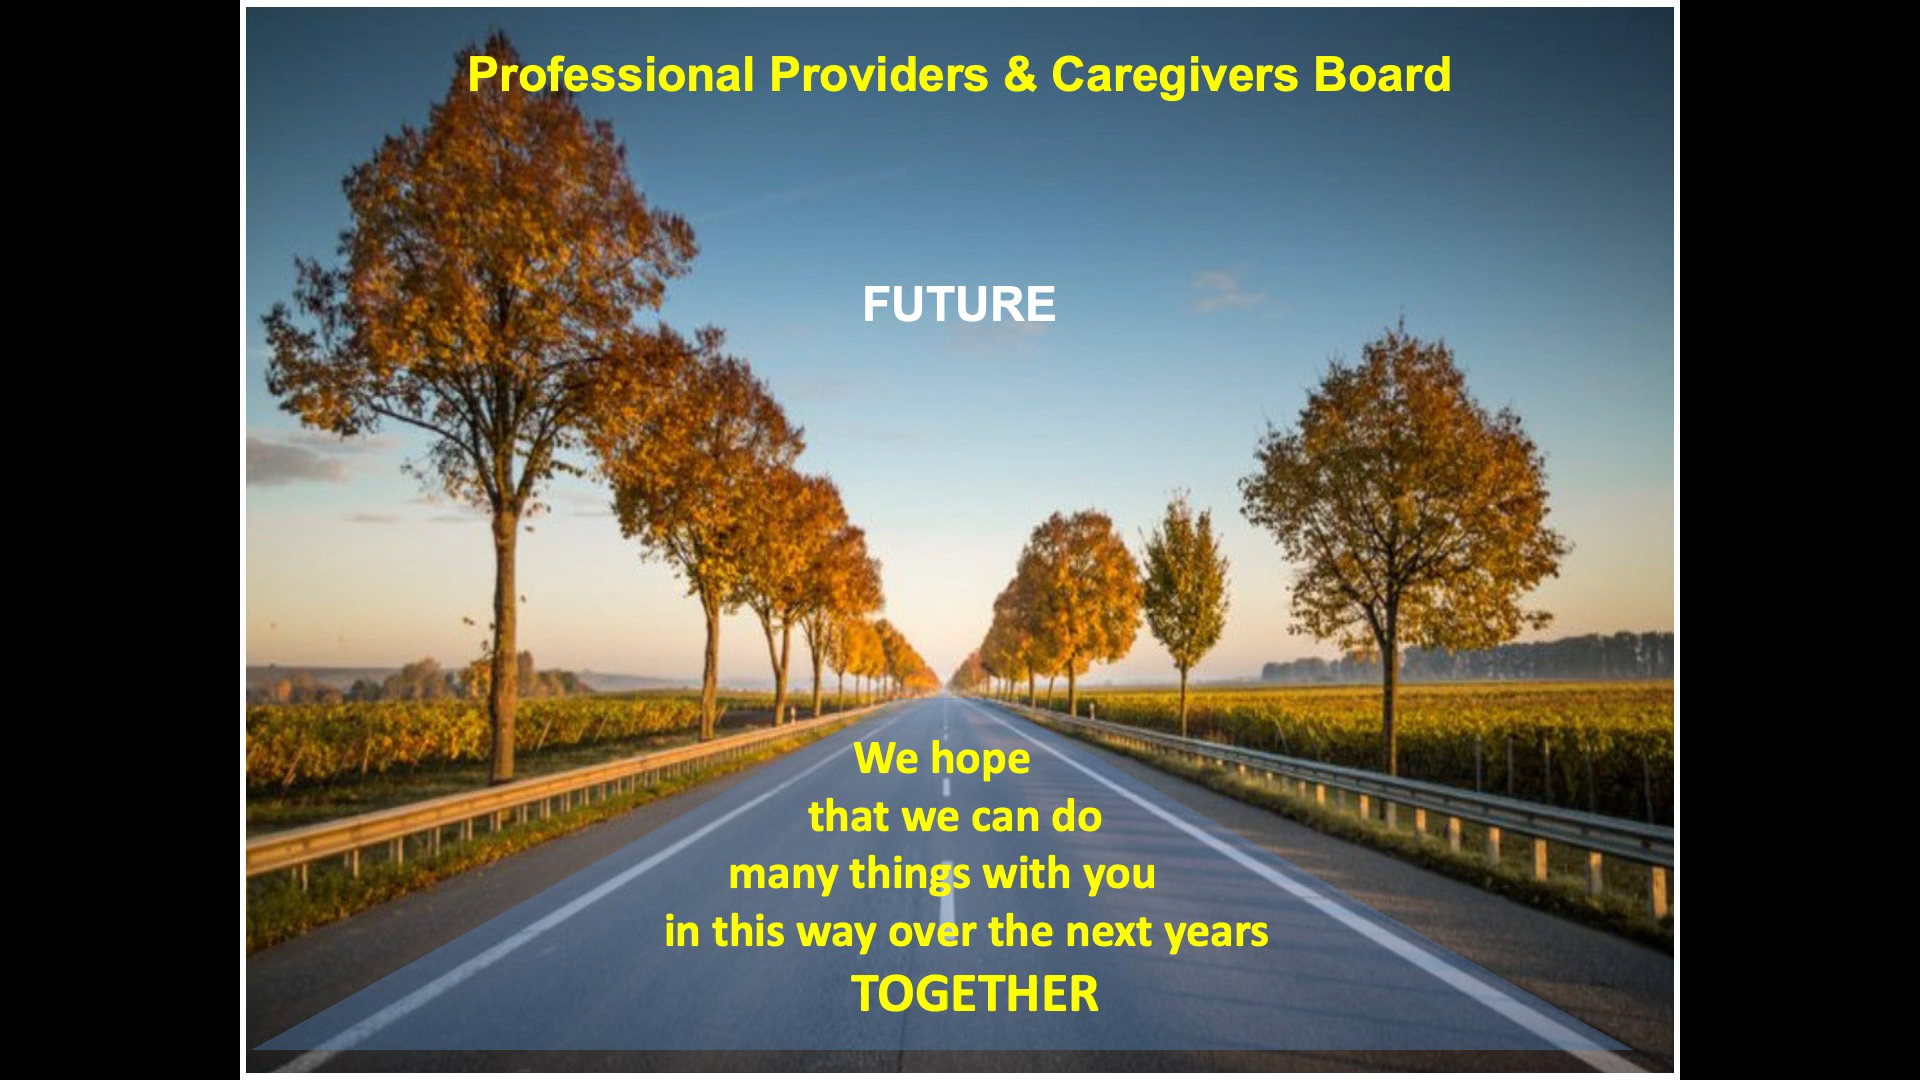 Professional Providers & Caregivers Board
FUTURE
We hope
that we can do
many things with you
in this way over the next years
TOGETHER